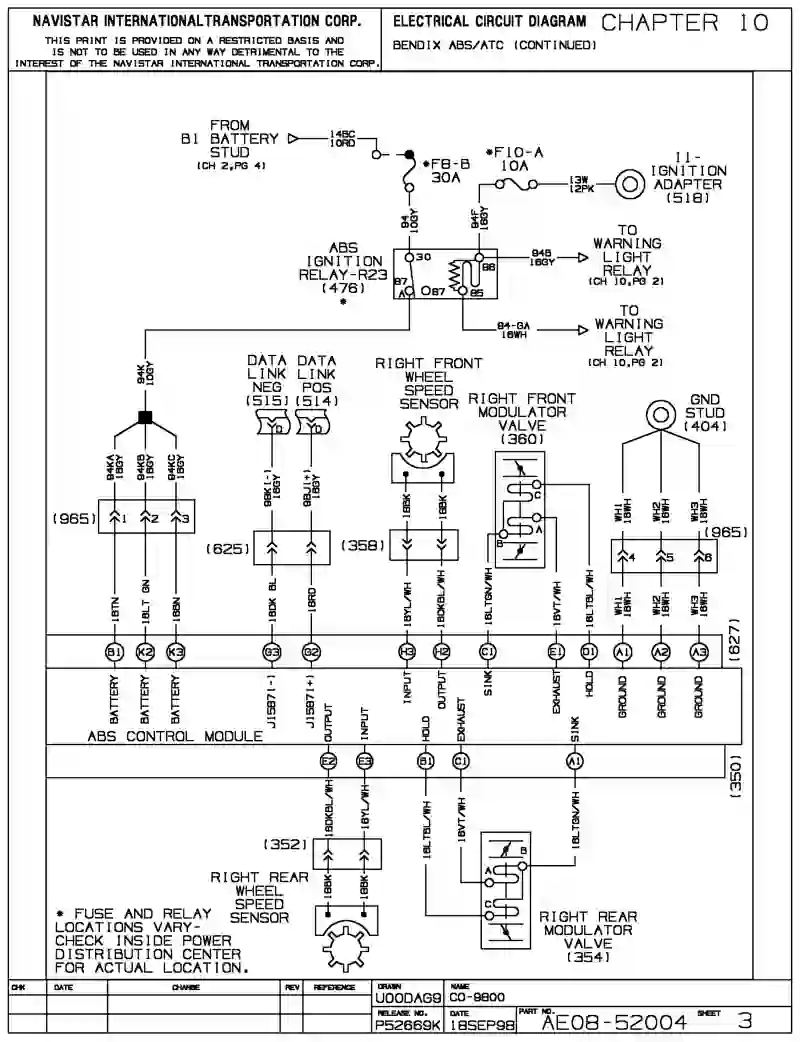 NAVISTAR INTERNATIONALTRANSPORTATION CORP.
THIS PRINT IS PROVIDED ON A RESTRICTED BASIS AND
IS NOT TO BE USED IN ANY WAY DETRIMENTAL TO THE
INTEREST OF THE NAVISTAR INTERNATIONAL TRANSPORTATION CORP.
ELECTRICAL CIRCUIT DIAGRAM CHAPTER 10
BENDIX ABS/ATC (CONTINUED)
FROM
B1 BATTERY
STUD
(CH 2,PG 4)
14BC
10RD
*F8-B
30A
*F10-A
10A
13W
12PK
I1-
IGNITION
ADAPTER
(518)
94
10GY
94F
18GY
ABS
IGNITION
RELAY-R23
(476)
*
30
87
A
87
86
85
94B
18GY
TO
WARNING
LIGHT
RELAY
(CH 10,PG 2)
94-GA
18WH
TO
WARNING
LIGHT
RELAY
(CH 10,PG 2)
94K
10GY
DATA
LINK
NEG
(515)
DATA
LINK
POS
(514)
RIGHT FRONT
WHEEL
SPEED
SENSOR
RIGHT FRONT
MODULATOR
VALVE
(360)
GND
STUD
(404)
94KA
18GY
94KB
18GY
94KC
18GY
98K(-)
18GY
98J(+)
18GY
18BK
18BK
C
A
B
WH1
18WH
WH2
18WH
WH3
18WH
(965)
1
2
3
(625)
(358)
(965)
4
5
6
18TN
18LT GN
18BN
18DK BL
18RD
18YL/WH
18DKBL/WH
18LTGN/WH
18VT/WH
18LTBL/WH
WH1
18WH
WH2
18WH
WH3
18WH
(627)
B1
K2
K3
G3
G2
H3
H2
C1
E1
D1
A1
A2
A3
BATTERY
BATTERY
BATTERY
J1587(-)
J1587(+)
INPUT
OUTPUT
SINK
EXHAUST
HOLD
GROUND
GROUND
GROUND
ABS CONTROL MODULE
OUTPUT
INPUT
HOLD
EXHAUST
SINK
E2
E3
B1
C1
A1
(350)
18DKBL/WH
18YL/WH
18LTBL/WH
18VT/WH
18LTGN/WH
(352)
18BK
18BK
RIGHT REAR
WHEEL
SPEED
SENSOR
B
A
C
RIGHT REAR
MODULATOR
VALVE
(354)
* FUSE AND RELAY
LOCATIONS VARY-
CHECK INSIDE POWER
DISTRIBUTION CENTER
FOR ACTUAL LOCATION.
CHK DATE CHANGE REV REFERENCE
DRAWN
U00DAG9
NAME
CO-9800
RELEASE NO.
P52669K
DATE
18SEP98
PART NO.
AE08-52004
SHEET 3